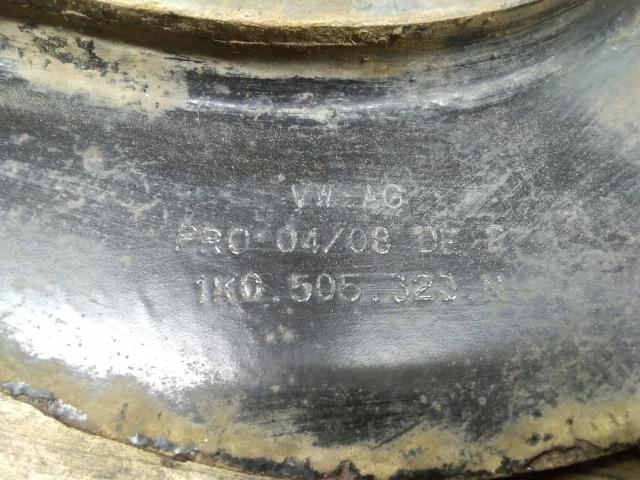 VW AG
PRO 04/08 DE
1K0.505.323.N